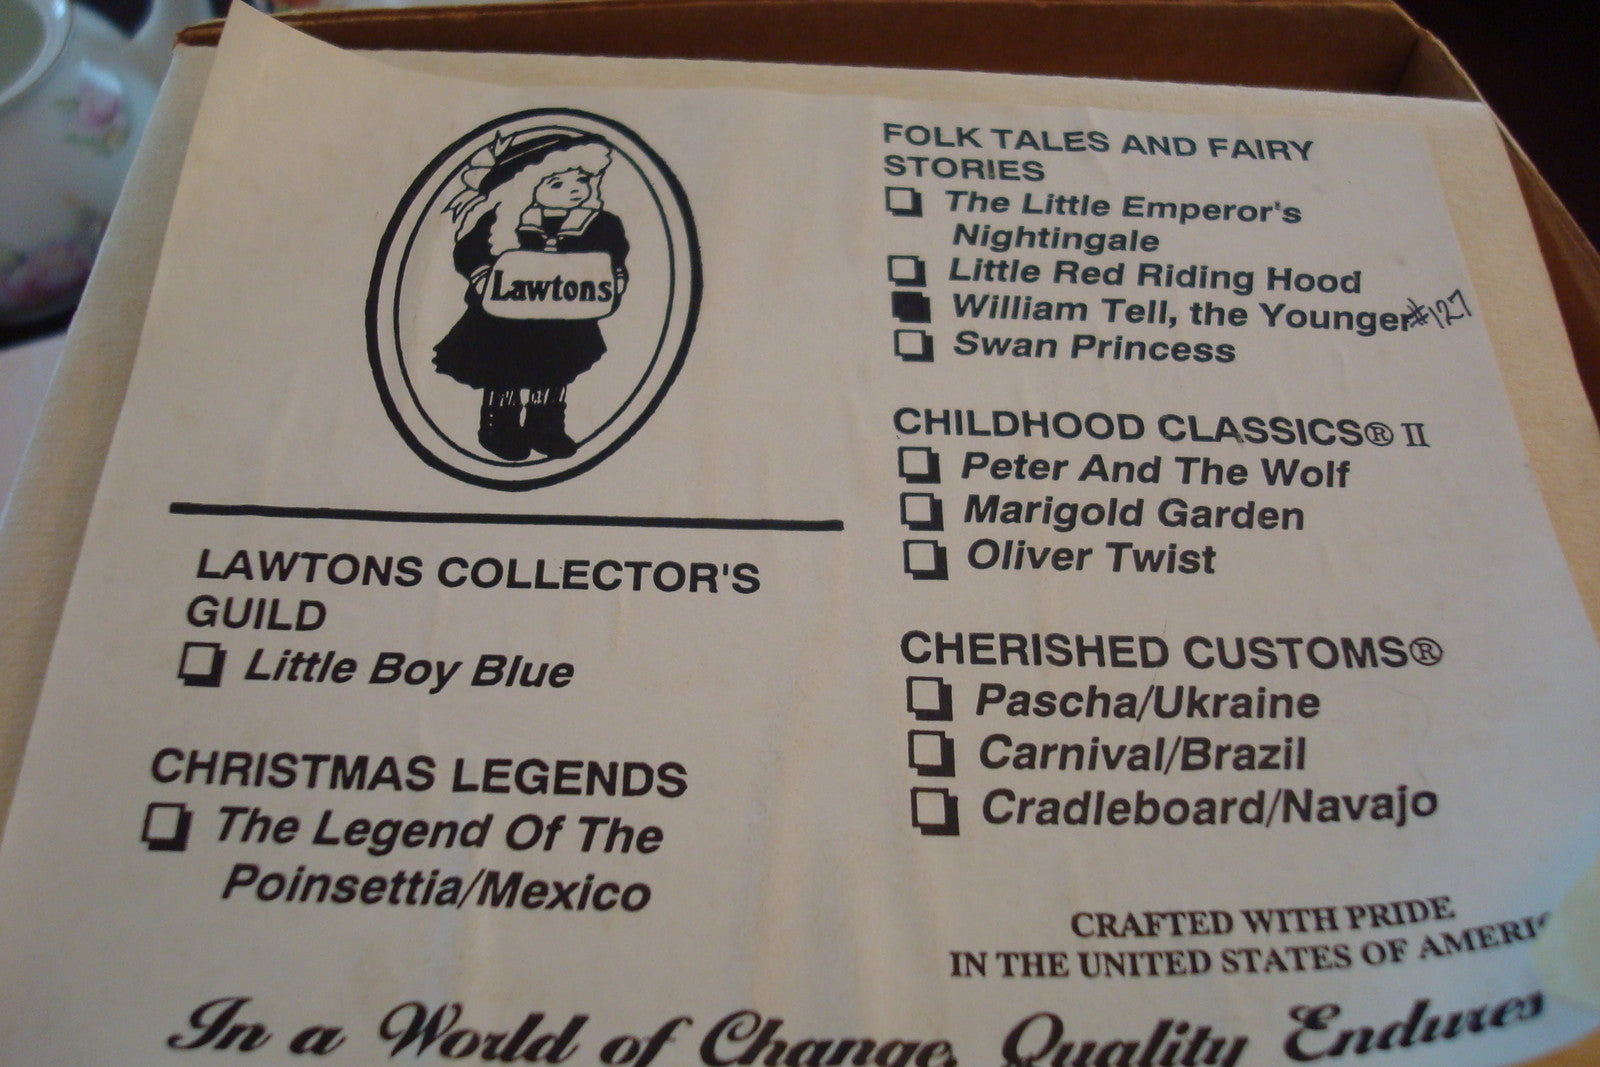 Lawtons
LAWTONS COLLECTOR'S
GUILD
Little Boy Blue
CHRISTMAS LEGENDS
The Legend Of The
Poinsettia/Mexico
FOLK TALES AND FAIRY
STORIES
The Little Emperor's
Nightingale
Little Red Riding Hood
William Tell, the Younger #127
Swan Princess
CHILDHOOD CLASSICS® II
Peter And The Wolf
Marigold Garden
Oliver Twist
CHERISHED CUSTOMS®
Pascha/Ukraine
Carnival/Brazil
Cradleboard/Navajo
CRAFTED WITH PRIDE
IN THE UNITED STATES OF AMERIC
In a World of Change, Quality Endures